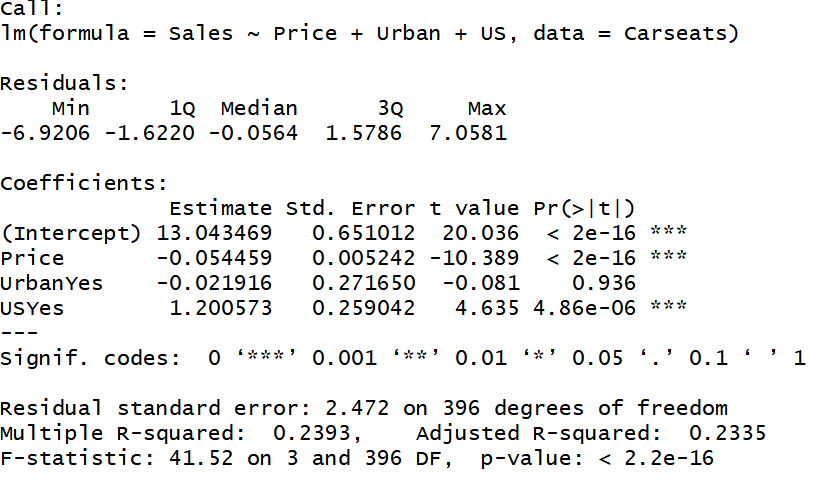 Call:
lm(formula = Sales ~ Price + Urban + US, data = Carseats)
Residuals:
    Min      1Q  Median      3Q     Max
-6.9206 -1.6220 -0.0564  1.5786  7.0581
Coefficients:
             Estimate Std. Error t value Pr(>|t|)
(Intercept) 13.043469   0.651012  20.036  < 2e-16 ***
Price       -0.054459   0.005242 -10.389  < 2e-16 ***
UrbanYes    -0.021916   0.271650  -0.081    0.936
USYes        1.200573   0.259042   4.635 4.86e-06 ***
---
Signif. codes:  0 ‘***’ 0.001 ‘**’ 0.01 ‘*’ 0.05 ‘.’ 0.1 ‘ ’ 1
Residual standard error: 2.472 on 396 degrees of freedom
Multiple R-squared:  0.2393,    Adjusted R-squared:  0.2335
F-statistic: 41.52 on 3 and 396 DF,  p-value: < 2.2e-16